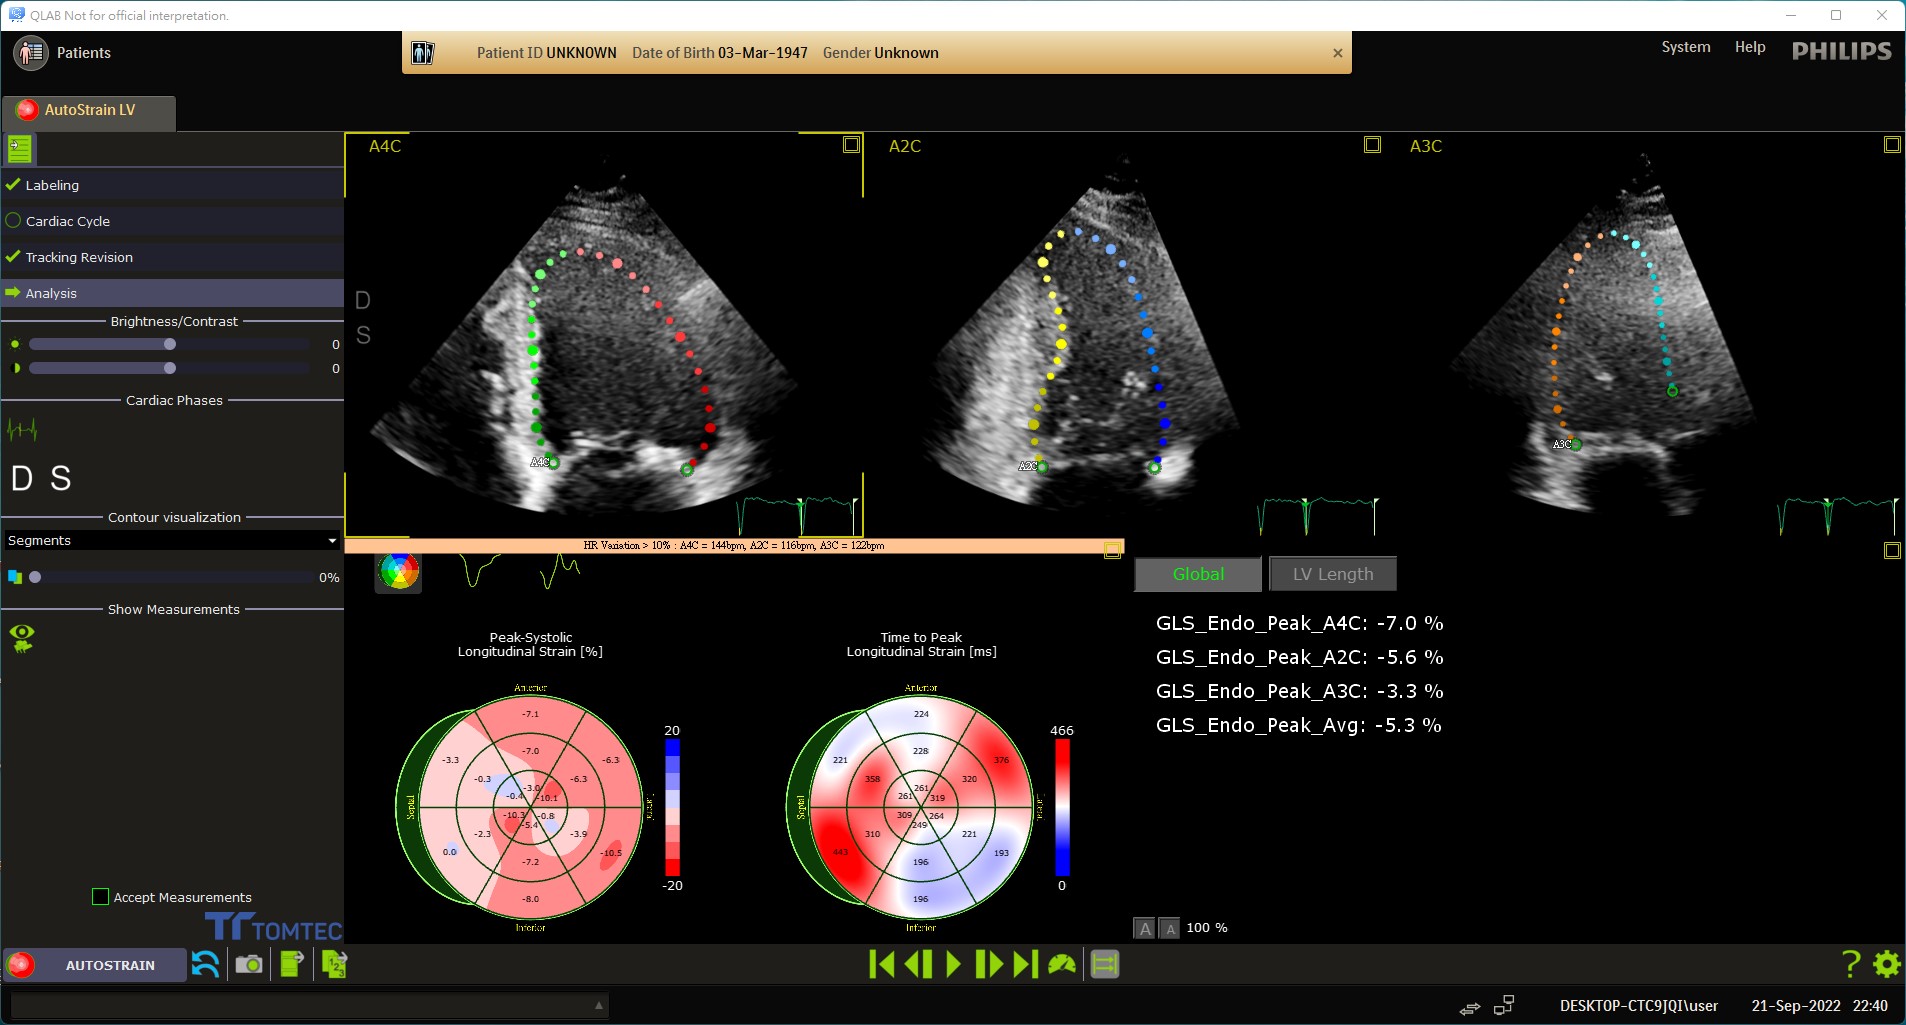 QLAB Not for official interpretation.
Patients
Patient ID UNKNOWN Date of Birth 03-Mar-1947 Gender Unknown
System Help PHILIPS
AutoStrain LV
Labeling
Cardiac Cycle
Tracking Revision
Analysis
Brightness/Contrast
0
0
Cardiac Phases
D S
Contour visualization
Segments
0%
Show Measurements
Accept Measurements
TOMTEC
A4C
D
S
A4C
A2C
A2C
A3C
A3C
HR Variation > 10% : A4C = 144bpm, A2C = 116bpm, A3C = 122bpm
Peak-Systolic
Longitudinal Strain [%]
Anterior
-7.1
-3.3
-7.0
-6.3
-0.3
-6.3
-3.0
-0.4
-10.1
Septal
-10.3
-0.8
-5.4
-2.3
-3.9
0.0
-7.2
-10.5
-8.0
Inferior
20
-20
Time to Peak
Longitudinal Strain [ms]
Anterior
224
221
228
376
358
320
261
261
319
Septal
309
264
249
310
221
443
196
193
196
Inferior
466
0
Global
LV Length
GLS_Endo_Peak_A4C: -7.0 %
GLS_Endo_Peak_A2C: -5.6 %
GLS_Endo_Peak_A3C: -3.3 %
GLS_Endo_Peak_Avg: -5.3 %
A A 100 %
AUTOSTRAIN
123
?
DESKTOP-CTC9JQI\user 21-Sep-2022 22:40